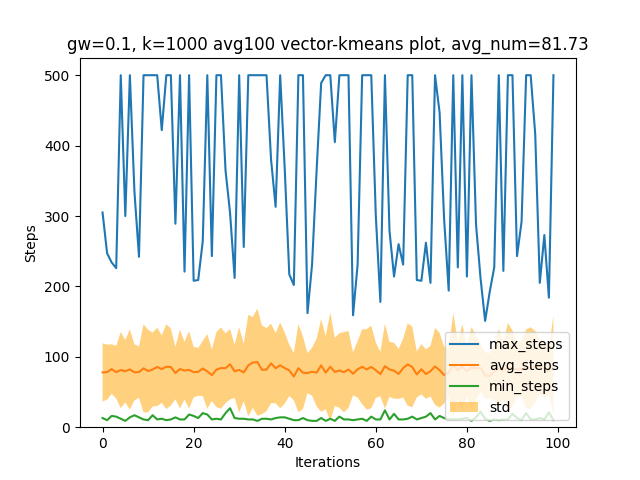 gw=0.1, k=1000 avg100 vector-kmeans plot, avg_num=81.73
Steps
500
400
300
200
100
0
max_steps
avg_steps
min_steps
std
0 20 40 60 80 100
Iterations